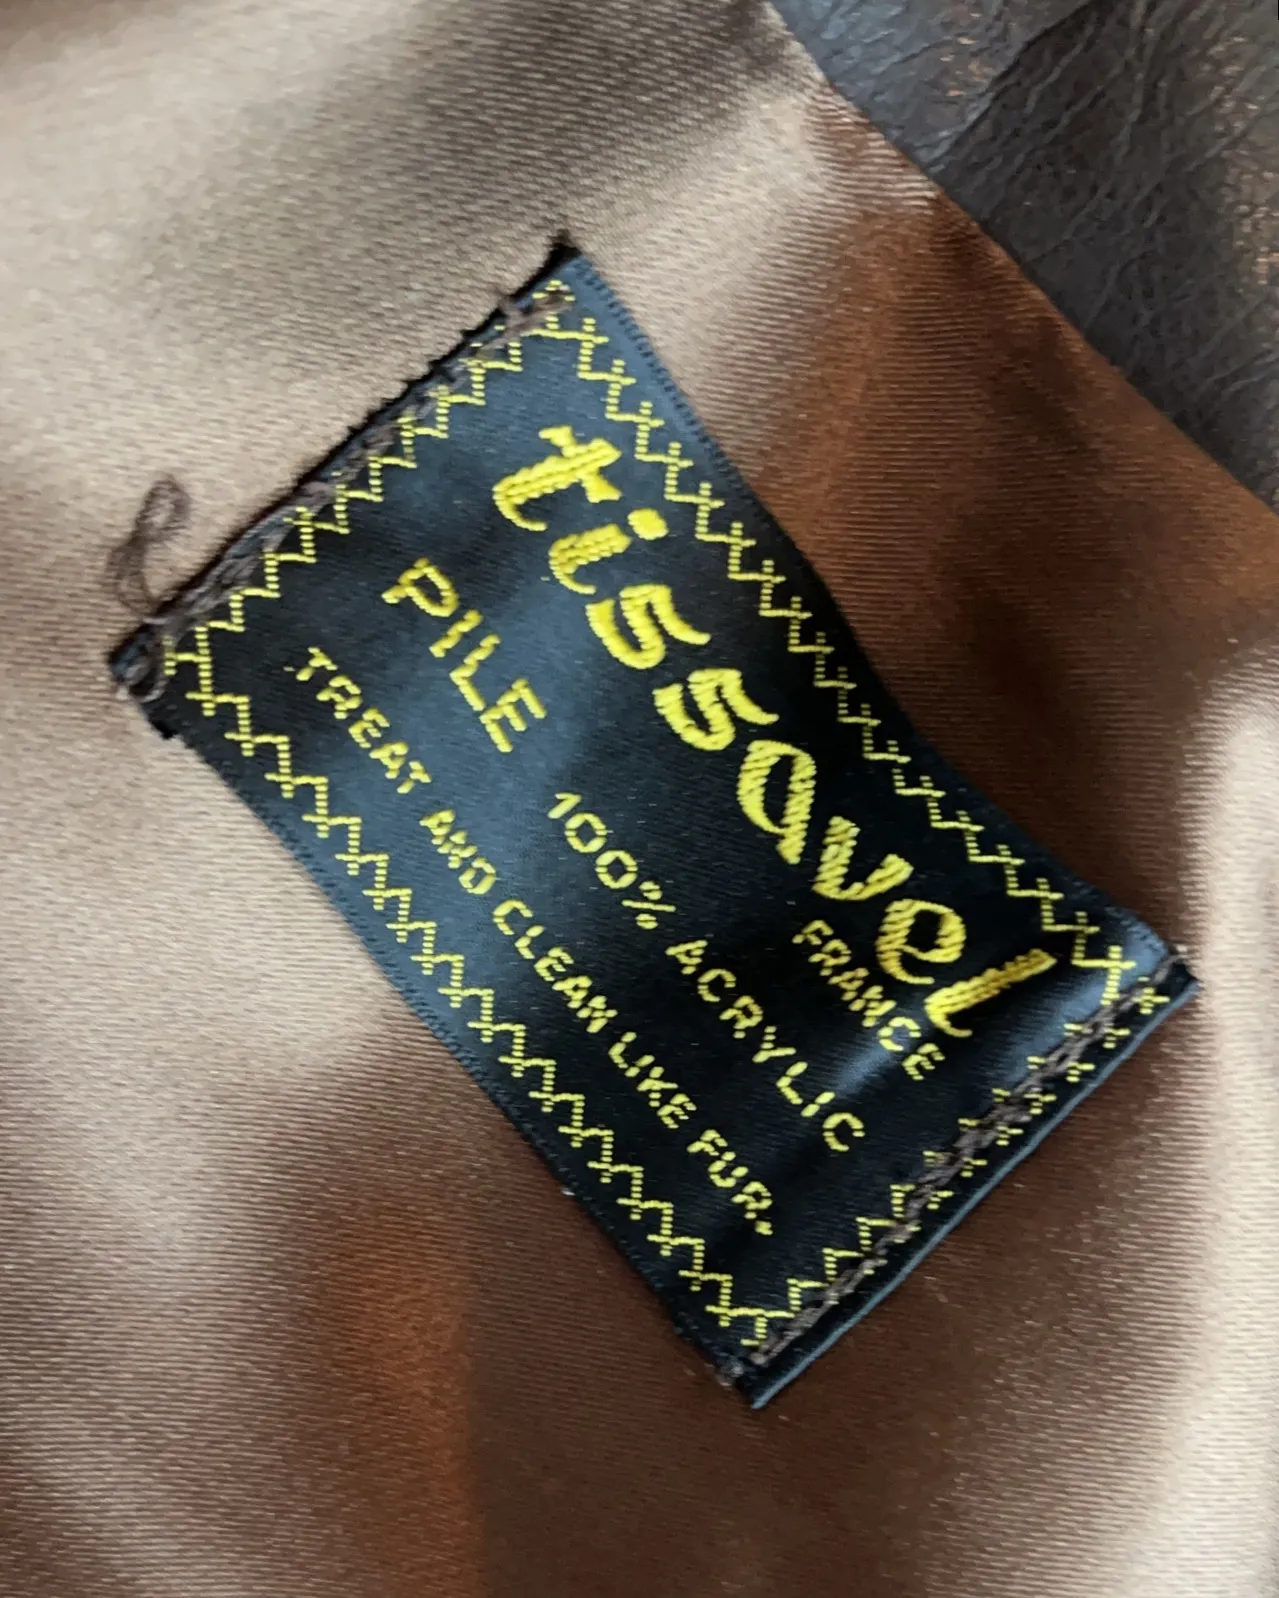 tissavel
FRANCE
PILE 100% ACRYLIC
TREAT AND CLEAN LIKE FUR.